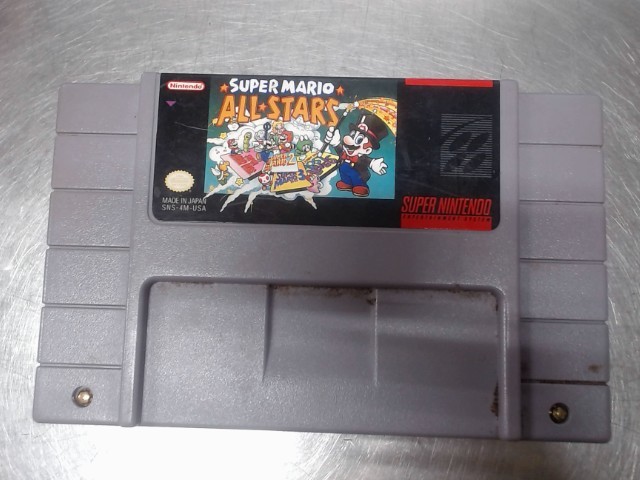 Nintendo
SUPER MARIO
ALL★STARS
MADE IN JAPAN
SNS-4M-USA
SUPER NINTENDO
ENTERTAINMENT SYSTEM